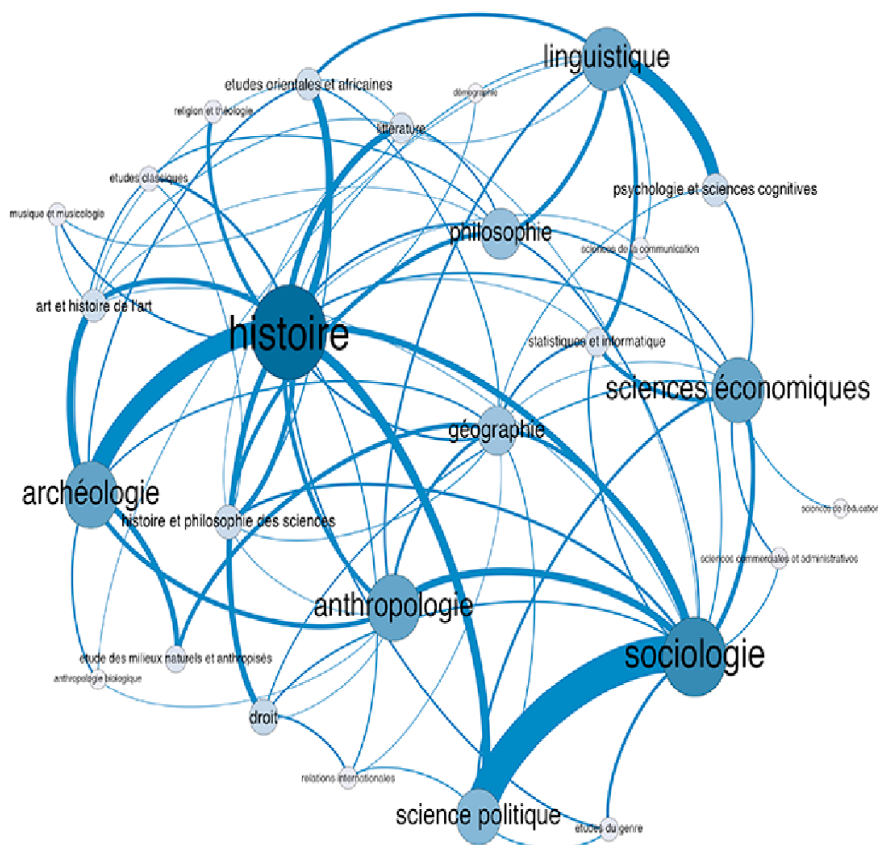 linguistique
etudes orientales et africaines
démographie
religion et théologie
littérature
etudes classiques
psychologie et sciences cognitives
musique et musicologie
philosophie
sciences de la communication
art et histoire de l'art
histoire
statistiques et informatique
sciences économiques
géographie
archéologie
sciences de l'éducation
histoire et philosophie des sciences
sciences commerciales et administratives
anthropologie
sociologie
etude des milieux naturels et anthropisés
anthropologie biologique
droit
relations internationales
science politique
etudes du genre